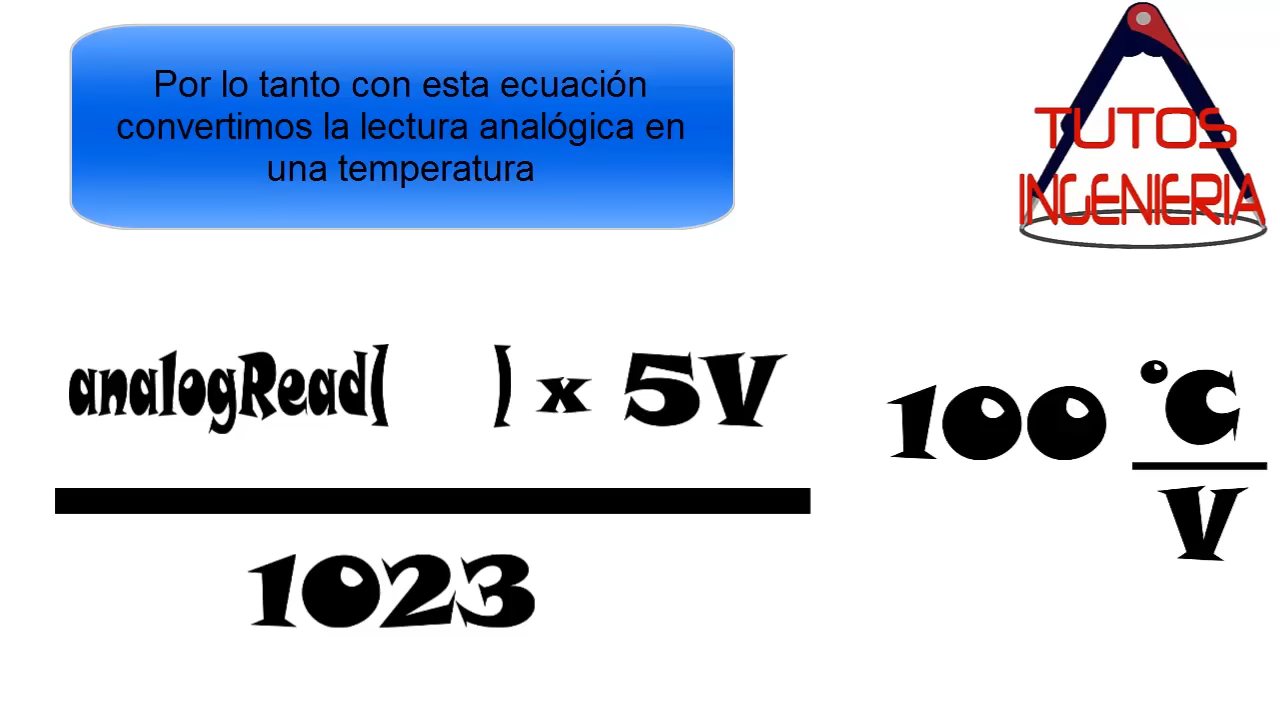 Por lo tanto con esta ecuación
convertimos la lectura analógica en
una temperatura
TUTOS
INGENIERIA
analogRead( ) x 5V
1023
100 °C
V